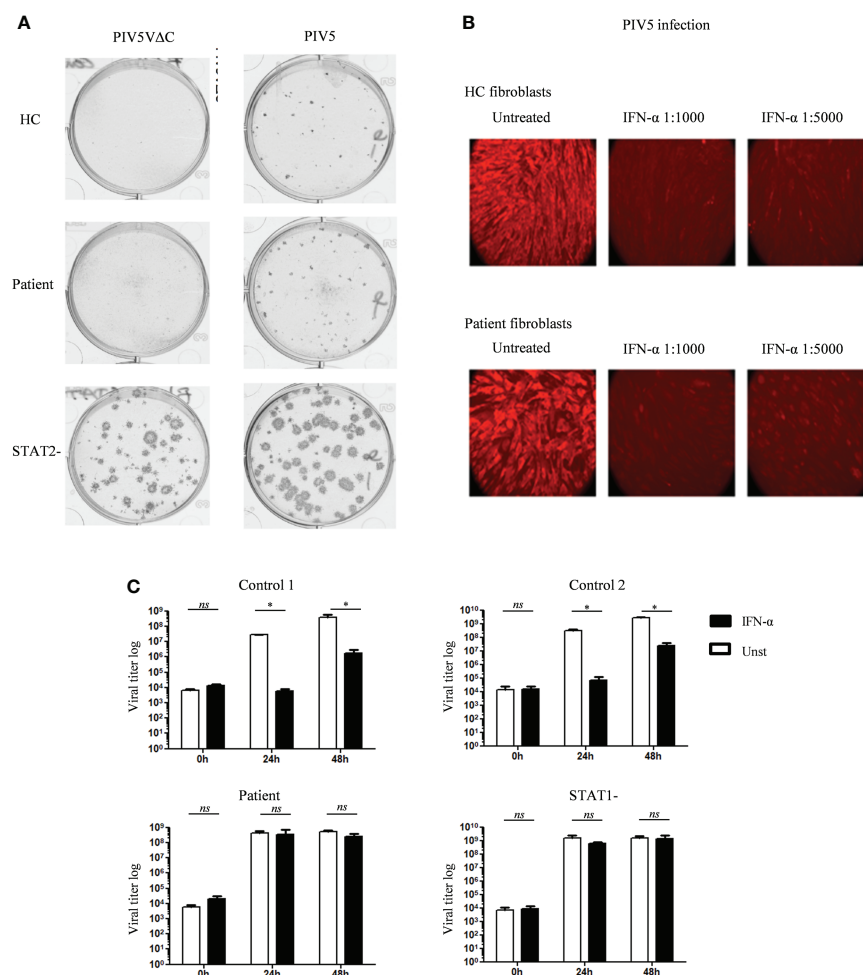 A
PIV5VΔC
PIV5
HC
Patient
STAT2-
B
PIV5 infection
HC fibroblasts
Untreated
IFN-α 1:1000
IFN-α 1:5000
Patient fibroblasts
Untreated
IFN-α 1:1000
IFN-α 1:5000
C
Control 1
Viral titer log
10⁹
10⁸
10⁷
10⁶
10⁵
10⁴
10³
10²
10¹
10⁰
ns
*
*
0h
24h
48h
Control 2
Viral titer log
10¹⁰
10⁹
10⁸
10⁷
10⁶
10⁵
10⁴
10³
10²
10¹
10⁰
ns
*
*
0h
24h
48h
IFN-α
Unst
Patient
Viral titer log
10⁹
10⁸
10⁷
10⁶
10⁵
10⁴
10³
10²
10¹
10⁰
ns
ns
ns
0h
24h
48h
STAT1-
Viral titer log
10¹⁰
10⁹
10⁸
10⁷
10⁶
10⁵
10⁴
10³
10²
10¹
10⁰
ns
ns
ns
0h
24h
48h